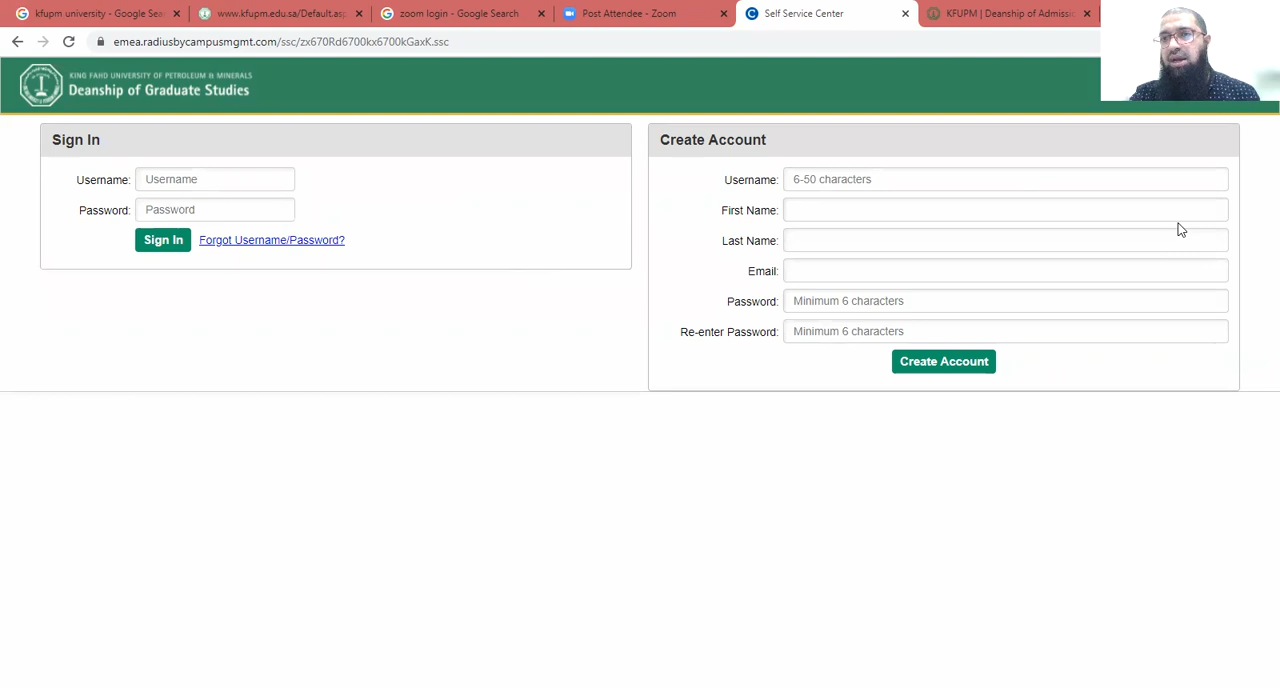 kfupm university - Google Sea
www.kfupm.edu.sa/Default.asp
zoom login - Google Search
Post Attendee - Zoom
Self Service Center
KFUPM | Deanship of Admissio
emea.radiusbycampusmgmt.com/ssc/zx670Rd6700kx6700kGaxK.ssc
KING FAHD UNIVERSITY OF PETROLEUM & MINERALS
Deanship of Graduate Studies
Sign In
Username: Username
Password: Password
Sign In Forgot Username/Password?
Create Account
Username: 6-50 characters
First Name:
Last Name:
Email:
Password: Minimum 6 characters
Re-enter Password: Minimum 6 characters
Create Account